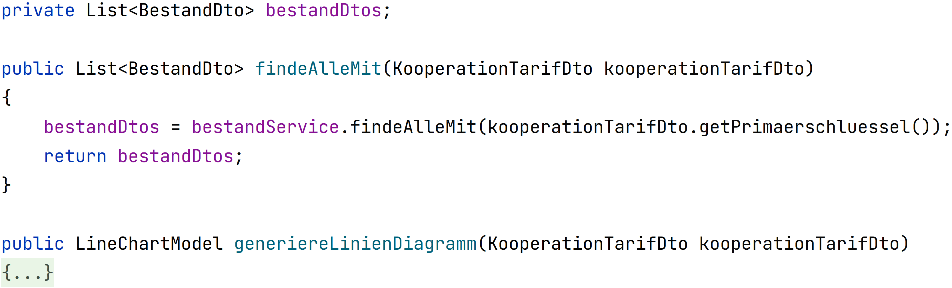 private List<BestandDto> bestandDtos;
public List<BestandDto> findeAlleMit(KooperationTarifDto kooperationTarifDto)
{
bestandDtos = bestandService.findeAlleMit(kooperationTarifDto.getPrimaerschluessel());
return bestandDtos;
}
public LineChartModel generiereLinienDiagramm(KooperationTarifDto kooperationTarifDto)
{...}